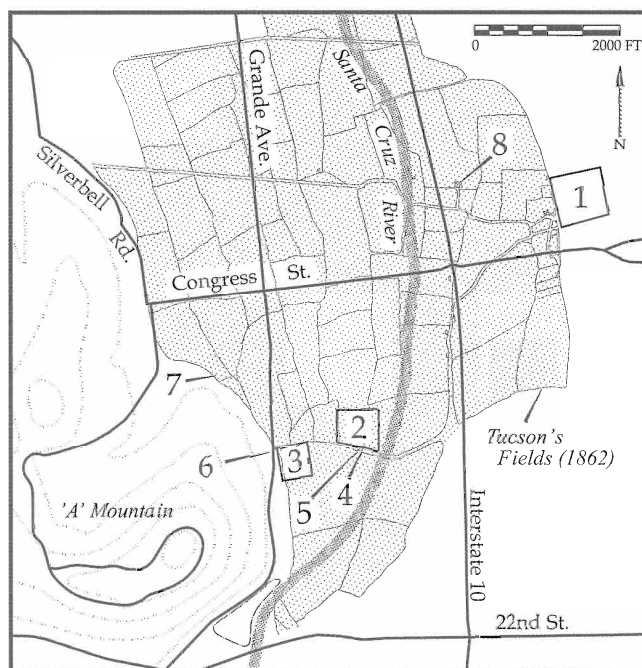 0 2000 FT
N
Grande Ave.
Santa
Cruz
River
8
1
Silverbell
Rd.
Congress St.
7
2
Tucson's
Fields (1862)
6
3
5
4
'A' Mountain
Interstate 10
22nd St.